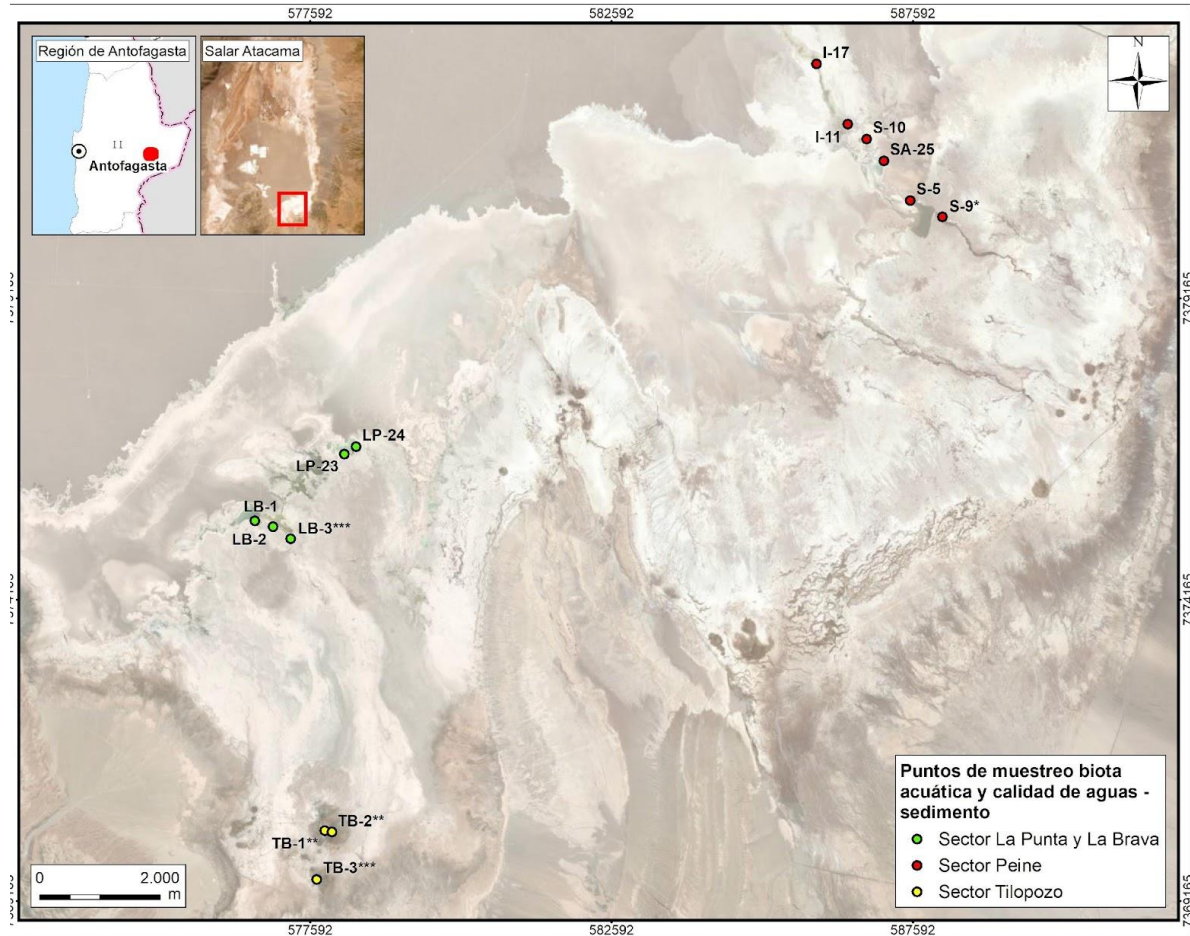 577592 582592 587592
Región de Antofagasta
Salar Atacama
II
Antofagasta
N
I-17
I-11
S-10
SA-25
S-5
S-9*
7379165
7379165
LP-24
LP-23
LB-1
LB-2
LB-3***
7374165
7374165
TB-2**
TB-1**
TB-3***
0 2.000
m
Puntos de muestreo biota
acuática y calidad de aguas -
sedimento
Sector La Punta y La Brava
Sector Peine
Sector Tilopozo
7369165
7369165
577592 582592 587592